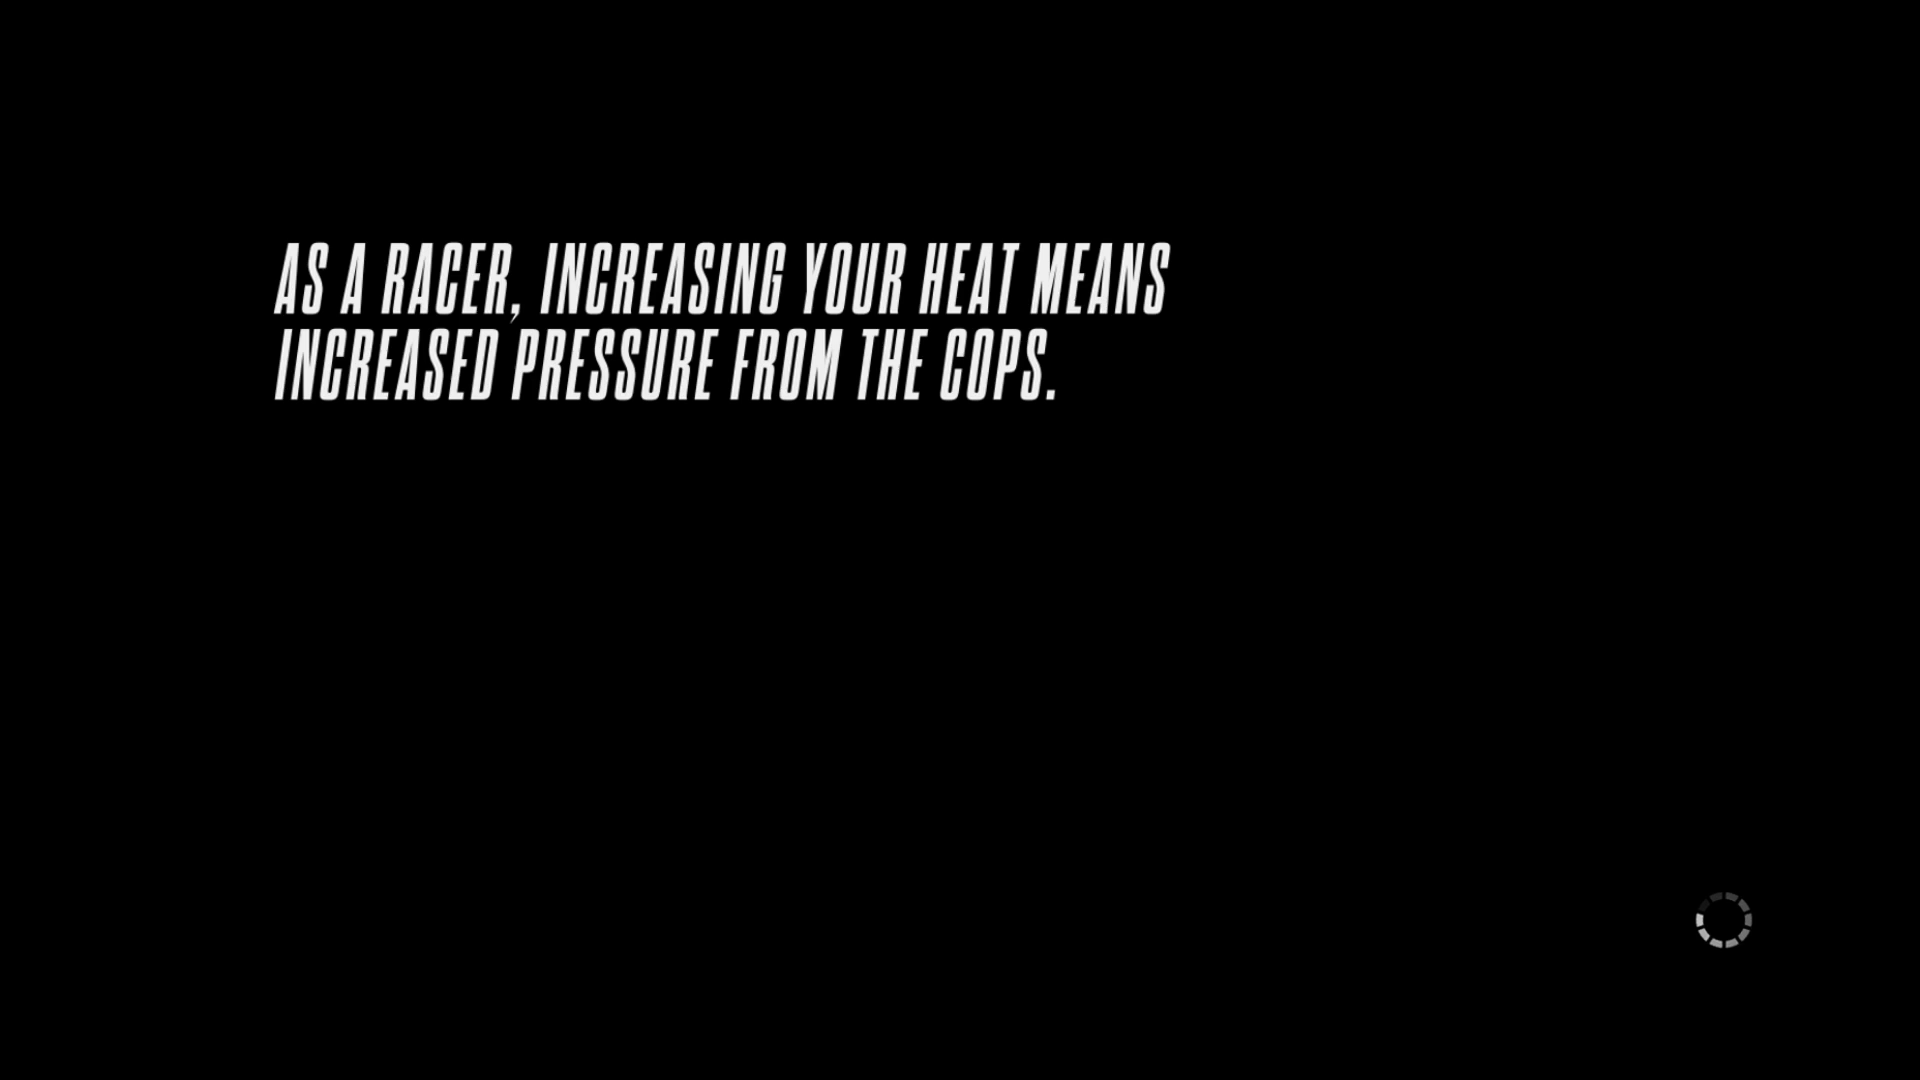 AS A RACER, INCREASING YOUR HEAT MEANS
INCREASED PRESSURE FROM THE COPS.